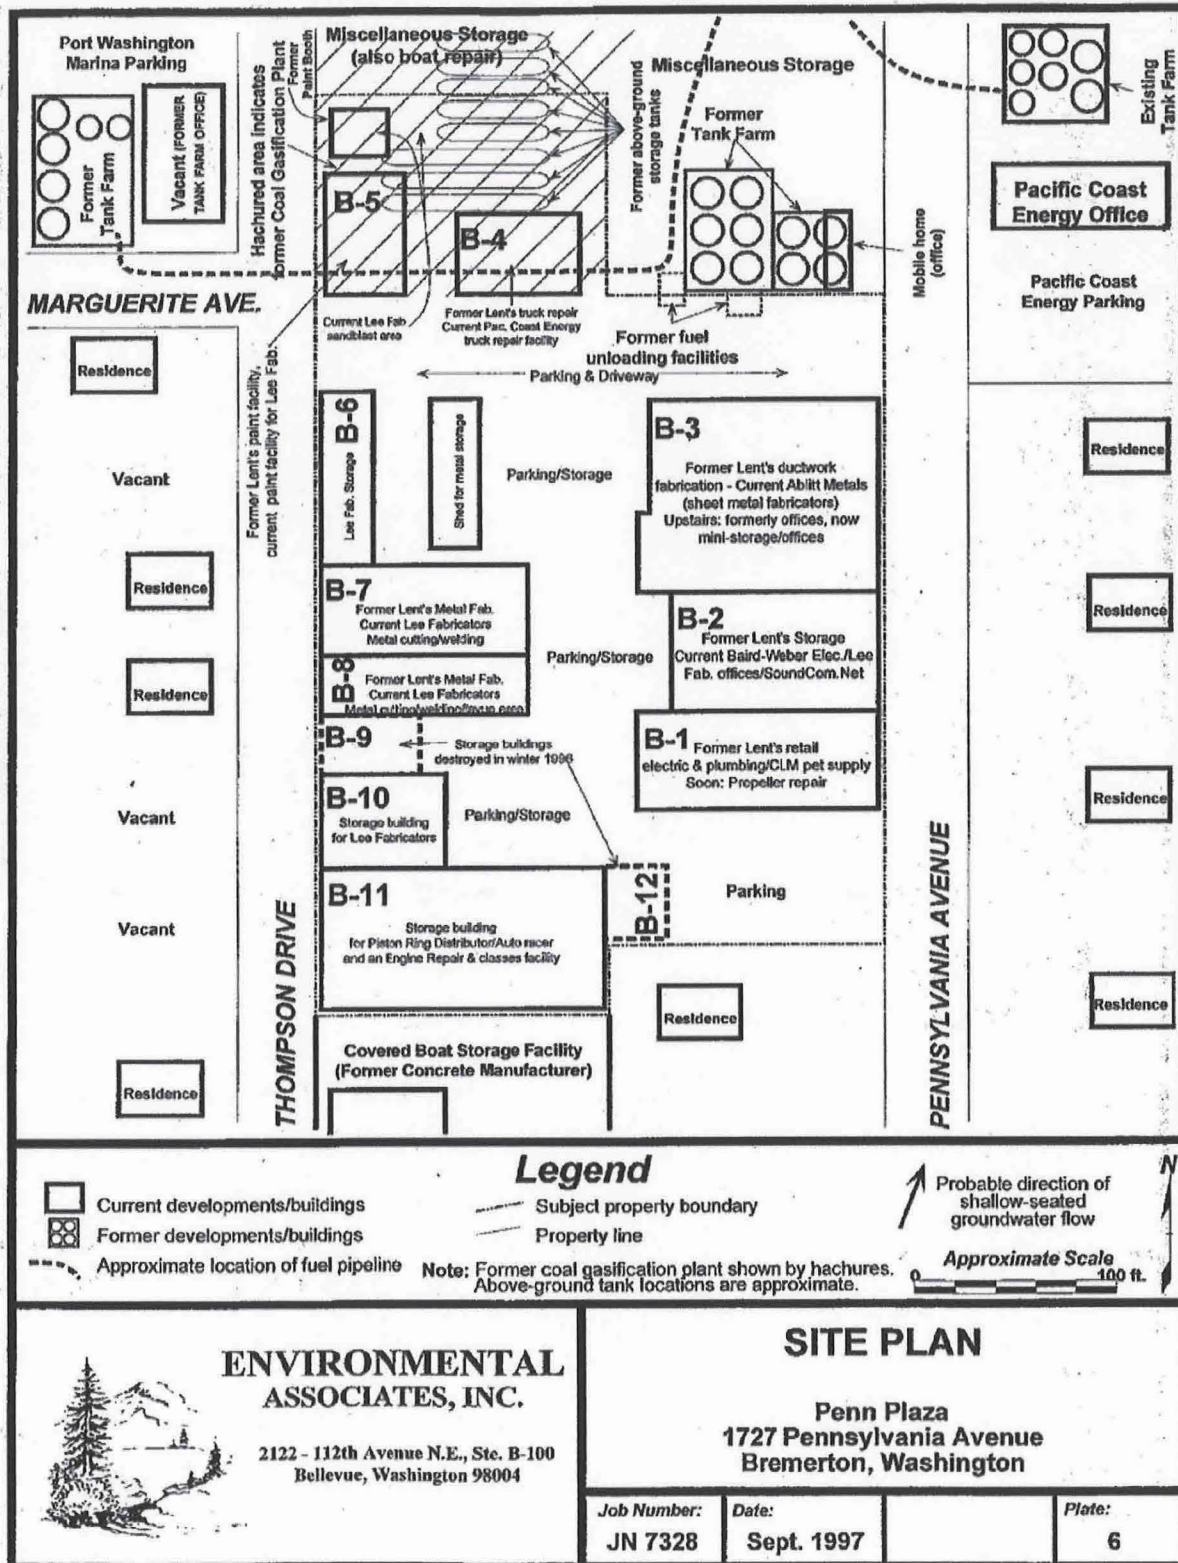 Port Washington
Marina Parking
Former
Tank Farm
Vacant (FORMER
TANK FARM OFFICE)
Hachured area indicates
former Coal Gasification Plant
Former
Paint Booth
Miscellaneous Storage
(also boat repair)
Former above-ground
storage tanks
Miscellaneous Storage
Former
Tank Farm
Mobile home
(office)
Existing
Tank Farm
Pacific Coast
Energy Office
Pacific Coast
Energy Parking
B-5
B-4
MARGUERITE AVE.
Current Lee Fab
sandblast area
Former Lent's truck repair
Current Pac. Coast Energy
truck repair facility
Former fuel
unloading facilities
Parking & Driveway
Former Lent's paint facility,
current paint facility for Lee Fab.
Residence
Vacant
Residence
Residence
Vacant
Vacant
Residence
THOMPSON DRIVE
B-6
Lee Fab. Storage
Shed for metal storage
Parking/Storage
B-3
Former Lent's ductwork
fabrication - Current Ablitt Metals
(sheet metal fabricators)
Upstairs: formerly offices, now
mini-storage/offices
B-7
Former Lent's Metal Fab.
Current Lee Fabricators
Metal cutting/welding
B-8
Former Lent's Metal Fab.
Current Lee Fabricators
Metal cutting/welding/layup area
Parking/Storage
B-2
Former Lent's Storage
Current Baird-Weber Elec./Lee
Fab. offices/SoundCom.Net
B-9
Storage buildings
destroyed in winter 1996
B-1 Former Lent's retail
electric & plumbing/CLM pet supply
Soon: Propeller repair
B-10
Storage building
for Lee Fabricators
Parking/Storage
B-11
Storage building
for Piston Ring Distributor/Auto racer
and an Engine Repair & classes facility
B-12
Parking
Residence
Covered Boat Storage Facility
(Former Concrete Manufacturer)
PENNSYLVANIA AVENUE
Residence
Residence
Residence
Residence
Legend
Current developments/buildings
Former developments/buildings
Approximate location of fuel pipeline
Subject property boundary
Property line
Note: Former coal gasification plant shown by hachures.
Above-ground tank locations are approximate.
Probable direction of
shallow-seated
groundwater flow
N
Approximate Scale
0 100 ft.
ENVIRONMENTAL
ASSOCIATES, INC.
2122 - 112th Avenue N.E., Ste. B-100
Bellevue, Washington 98004
SITE PLAN
Penn Plaza
1727 Pennsylvania Avenue
Bremerton, Washington
Job Number:
JN 7328
Date:
Sept. 1997
Plate:
6